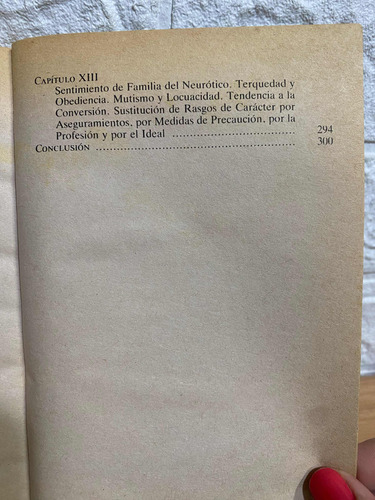 CAPÍTULO XIII
Sentimiento de Familia del Neurótico. Terquedad y
Obediencia. Mutismo y Locuacidad. Tendencia a la
Conversión. Sustitución de Rasgos de Carácter por
Aseguramientos, por Medidas de Precaución, por la
Profesión y por el Ideal ........................................ 294
CONCLUSIÓN ................................................................ 300